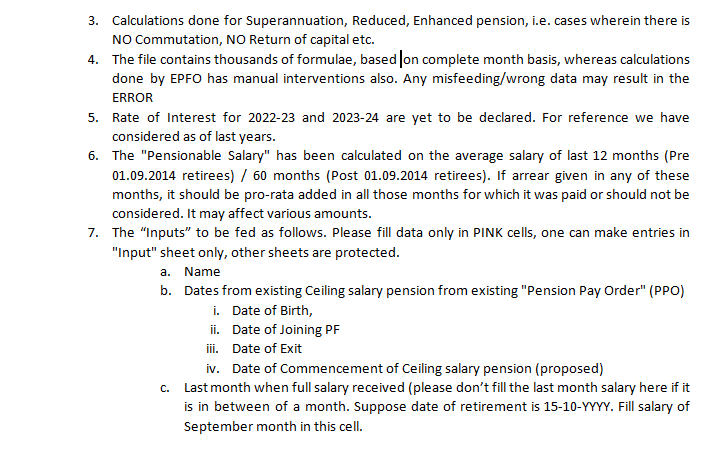 3. Calculations done for Superannuation, Reduced, Enhanced pension, i.e. cases wherein there is
NO Commutation, NO Return of capital etc.
4. The file contains thousands of formulae, based on complete month basis, whereas calculations
done by EPFO has manual interventions also. Any misfeeding/wrong data may result in the
ERROR
5. Rate of Interest for 2022-23 and 2023-24 are yet to be declared. For reference we have
considered as of last years.
6. The "Pensionable Salary" has been calculated on the average salary of last 12 months (Pre
01.09.2014 retirees) / 60 months (Post 01.09.2014 retirees). If arrear given in any of these
months, it should be pro-rata added in all those months for which it was paid or should not be
considered. It may affect various amounts.
7. The “Inputs” to be fed as follows. Please fill data only in PINK cells, one can make entries in
"Input" sheet only, other sheets are protected.
a. Name
b. Dates from existing Ceiling salary pension from existing "Pension Pay Order" (PPO)
i. Date of Birth,
ii. Date of Joining PF
iii. Date of Exit
iv. Date of Commencement of Ceiling salary pension (proposed)
c. Last month when full salary received (please don’t fill the last month salary here if it
is in between of a month. Suppose date of retirement is 15-10-YYYY. Fill salary of
September month in this cell.